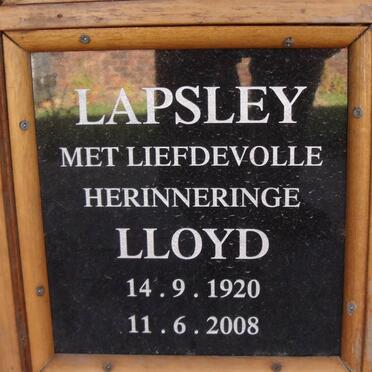 LAPSLEY
MET LIEFDEVOLLE
HERINNERINGE
LLOYD
14.9.1920
11.6.2008